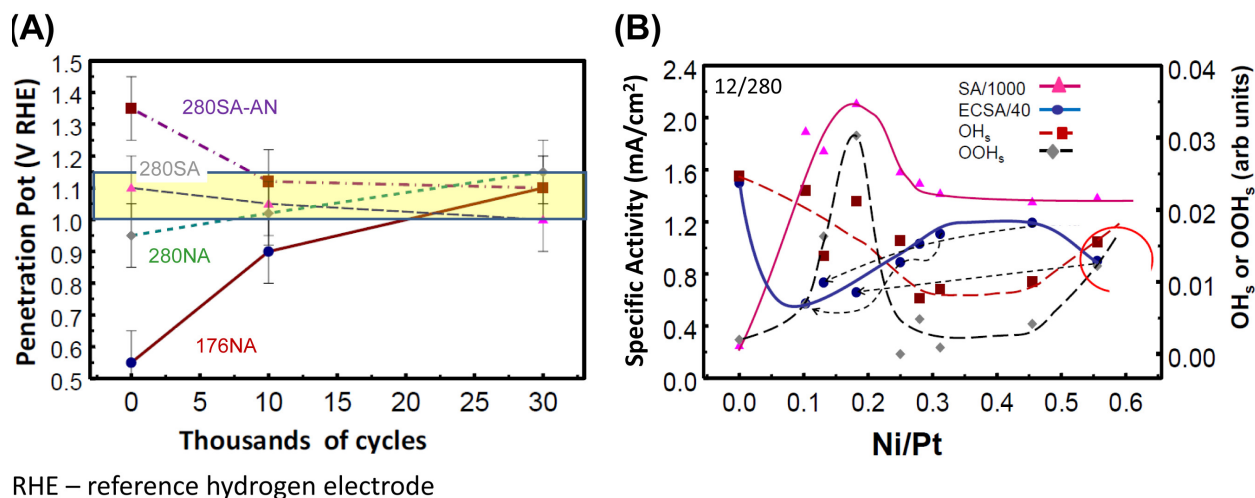 (A)
Penetration Pot (V RHE)
1.5
1.4
1.3
1.2
1.1
1.0
0.9
0.8
0.7
0.6
0.5
280SA-AN
280SA
280NA
176NA
0 5 10 15 20 25 30
Thousands of cycles
RHE – reference hydrogen electrode
(B)
Specific Activity (mA/cm2)
2.4
2.0
1.6
1.2
0.8
0.4
0.0
12/280
SA/1000
ECSA/40
OHs
OOHs
0.04
0.03
0.02
0.01
0.00
OHs or OOHs (arb units)
0.0 0.1 0.2 0.3 0.4 0.5 0.6
Ni/Pt